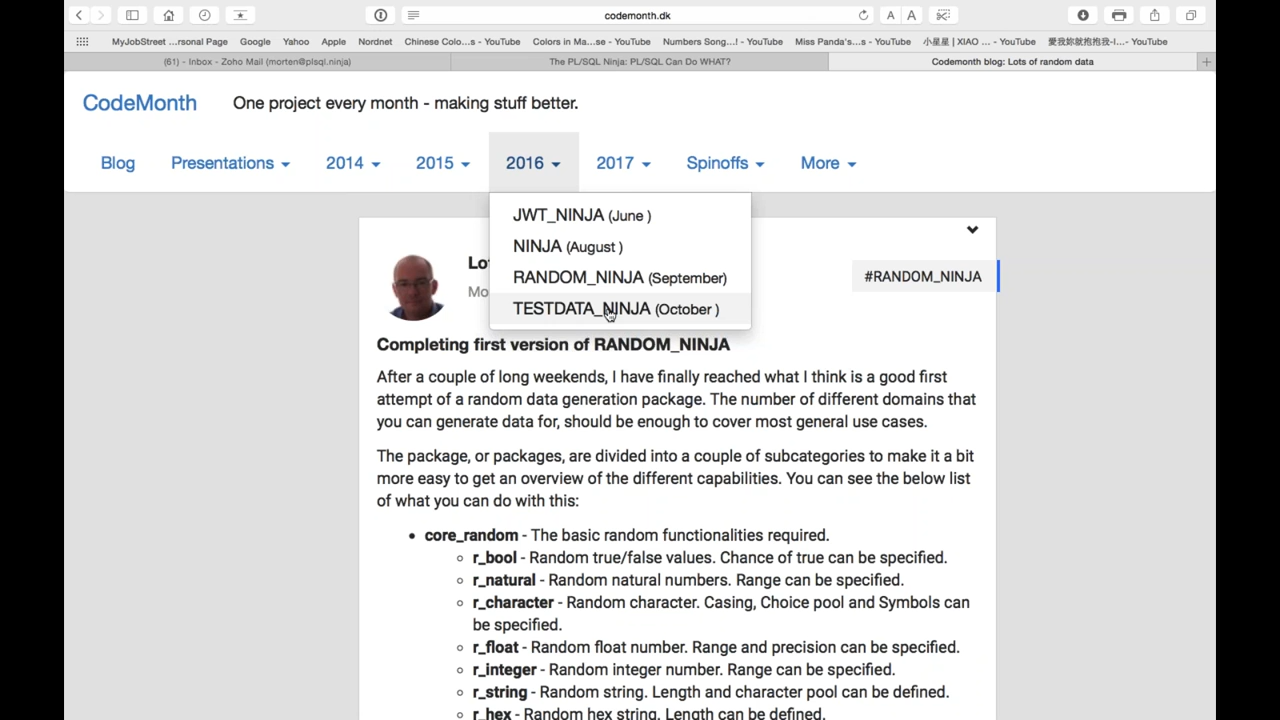 codemonth.dk
A A
MyJobStreet ...rsonal Page Google Yahoo Apple Nordnet Chinese Colo...s - YouTube Colors in Ma...se - YouTube Numbers Song...! - YouTube Miss Panda's...s - YouTube 小星星 | XIAO ... - YouTube 愛我妳就抱抱我-I...- YouTube
(61) - Inbox - Zoho Mail (morten@plsql.ninja) The PL/SQL Ninja: PL/SQL Can Do WHAT? Codemonth blog: Lots of random data
CodeMonth One project every month - making stuff better.
Blog Presentations 2014 2015 2016 2017 Spinoffs More
JWT_NINJA (June )
NINJA (August )
RANDOM_NINJA (September)
TESTDATA_NINJA (October )
Lo
Mo
#RANDOM_NINJA
Completing first version of RANDOM_NINJA
After a couple of long weekends, I have finally reached what I think is a good first
attempt of a random data generation package. The number of different domains that
you can generate data for, should be enough to cover most general use cases.
The package, or packages, are divided into a couple of subcategories to make it a bit
more easy to get an overview of the different capabilities. You can see the below list
of what you can do with this:
• core_random - The basic random functionalities required.
r_bool - Random true/false values. Chance of true can be specified.
r_natural - Random natural numbers. Range can be specified.
r_character - Random character. Casing, Choice pool and Symbols can
be specified.
r_float - Random float number. Range and precision can be specified.
r_integer - Random integer number. Range can be specified.
r_string - Random string. Length and character pool can be defined.
r_hex - Random hex string. Length can be defined.